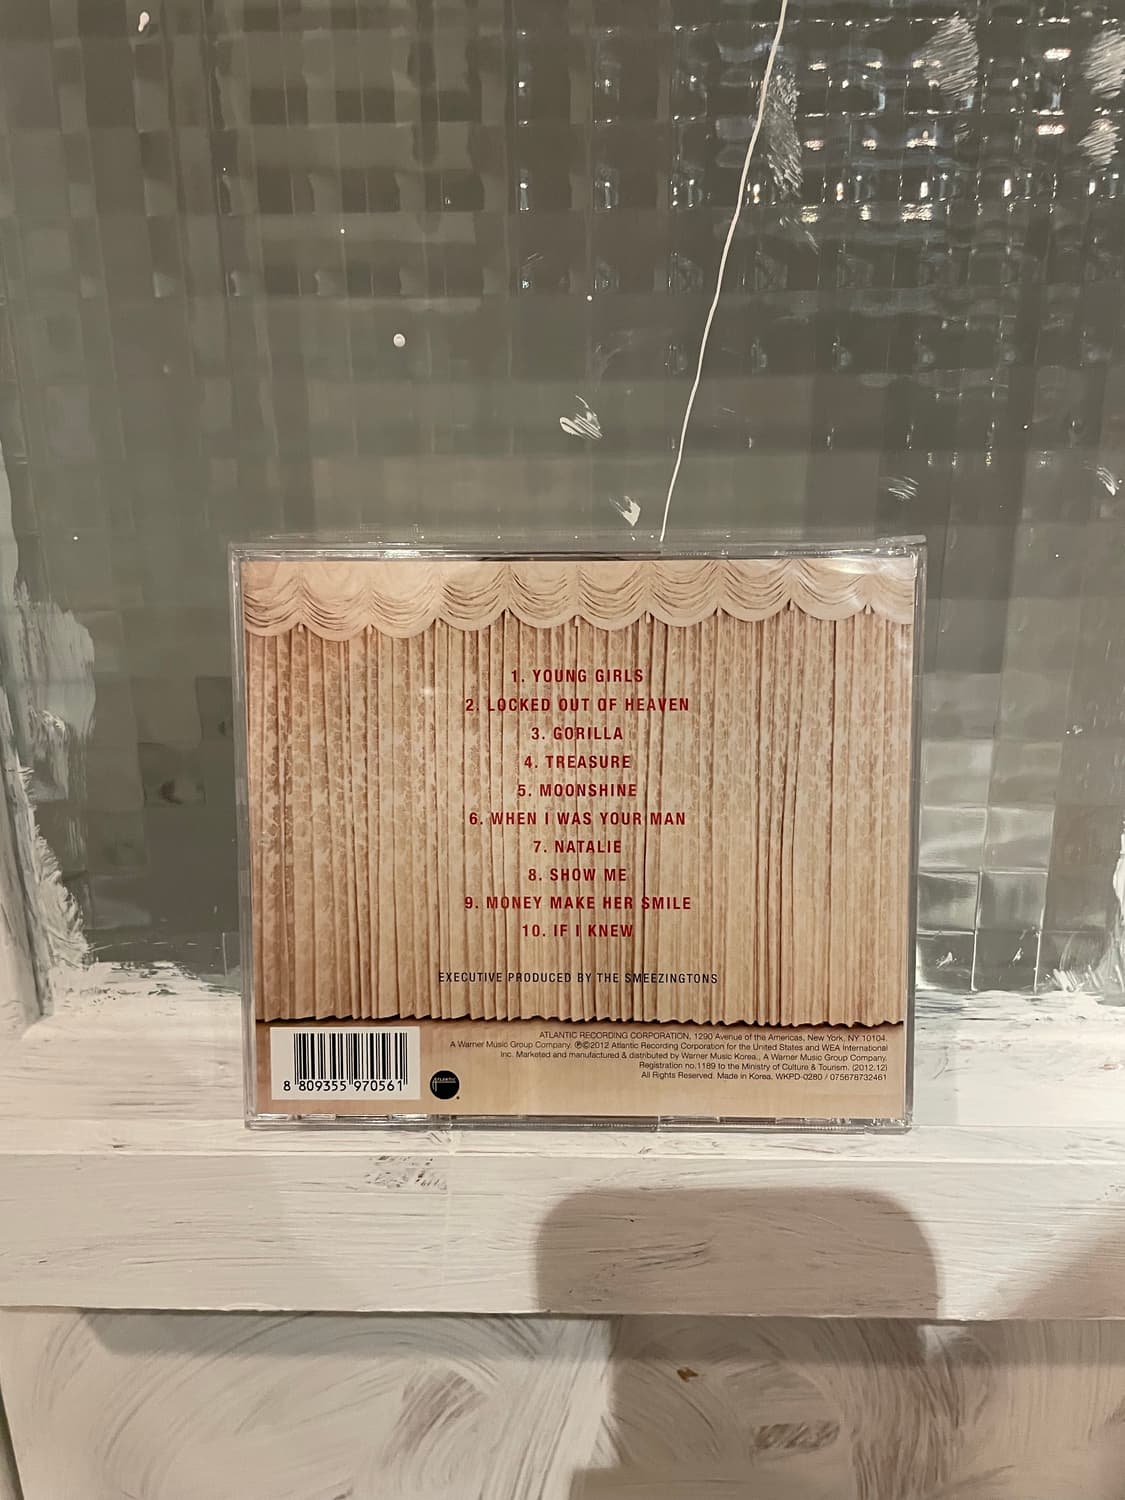 1. YOUNG GIRLS
2. LOCKED OUT OF HEAVEN
3. GORILLA
4. TREASURE
5. MOONSHINE
6. WHEN I WAS YOUR MAN
7. NATALIE
8. SHOW ME
9. MONEY MAKE HER SMILE
10. IF I KNEW
EXECUTIVE PRODUCED BY THE SMEEZINGTONS
ATLANTIC RECORDING CORPORATION, 1290 Avenue of the Americas, New York, NY 10104.
A Warner Music Group Company. ℗©2012 Atlantic Recording Corporation for the United States and WEA International
Inc. Marketed and manufactured & distributed by Warner Music Korea., A Warner Music Group Company.
Registration no.1189 to the Ministry of Culture & Tourism. (2012.12)
All Rights Reserved. Made in Korea. WKPD-0280 / 075678732461
8 809355 970561
ATLANTIC